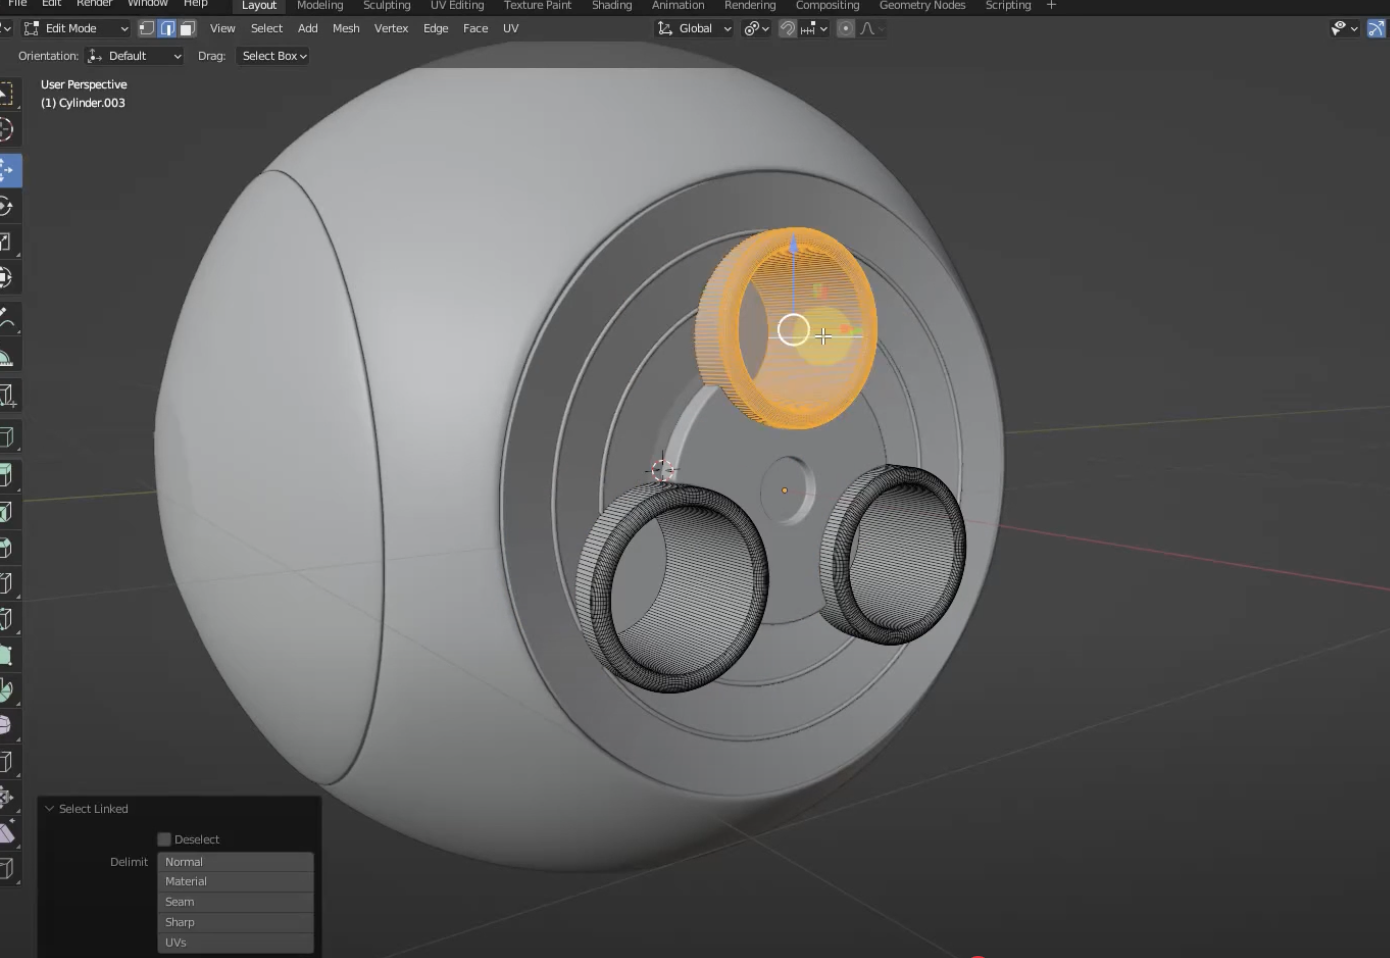 File Edit Render Window Help Layout Modeling Sculpting UV Editing Texture Paint Shading Animation Rendering Compositing Geometry Nodes Scripting +
Edit Mode View Select Add Mesh Vertex Edge Face UV Global
Orientation: Default Drag: Select Box
User Perspective
(1) Cylinder.003
Select Linked
Deselect
Delimit Normal
Material
Seam
Sharp
UVs